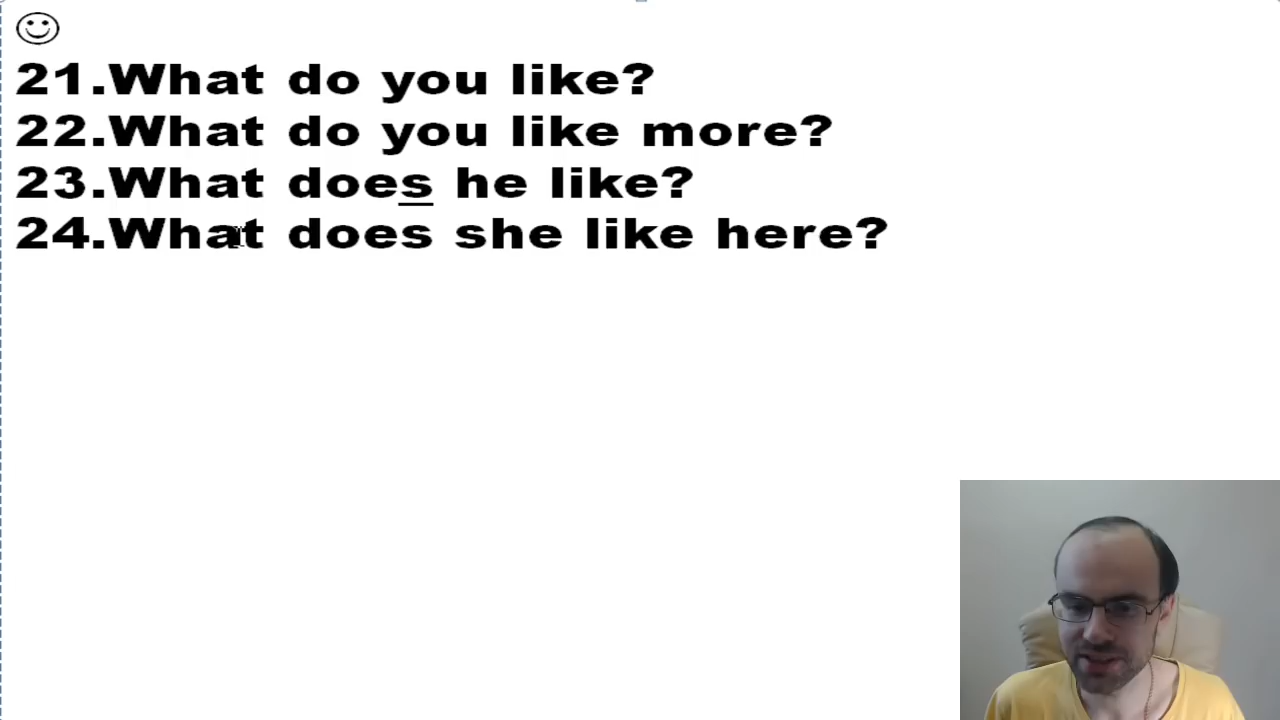 21.What do you like?
22.What do you like more?
23.What does he like?
24.What does she like here?